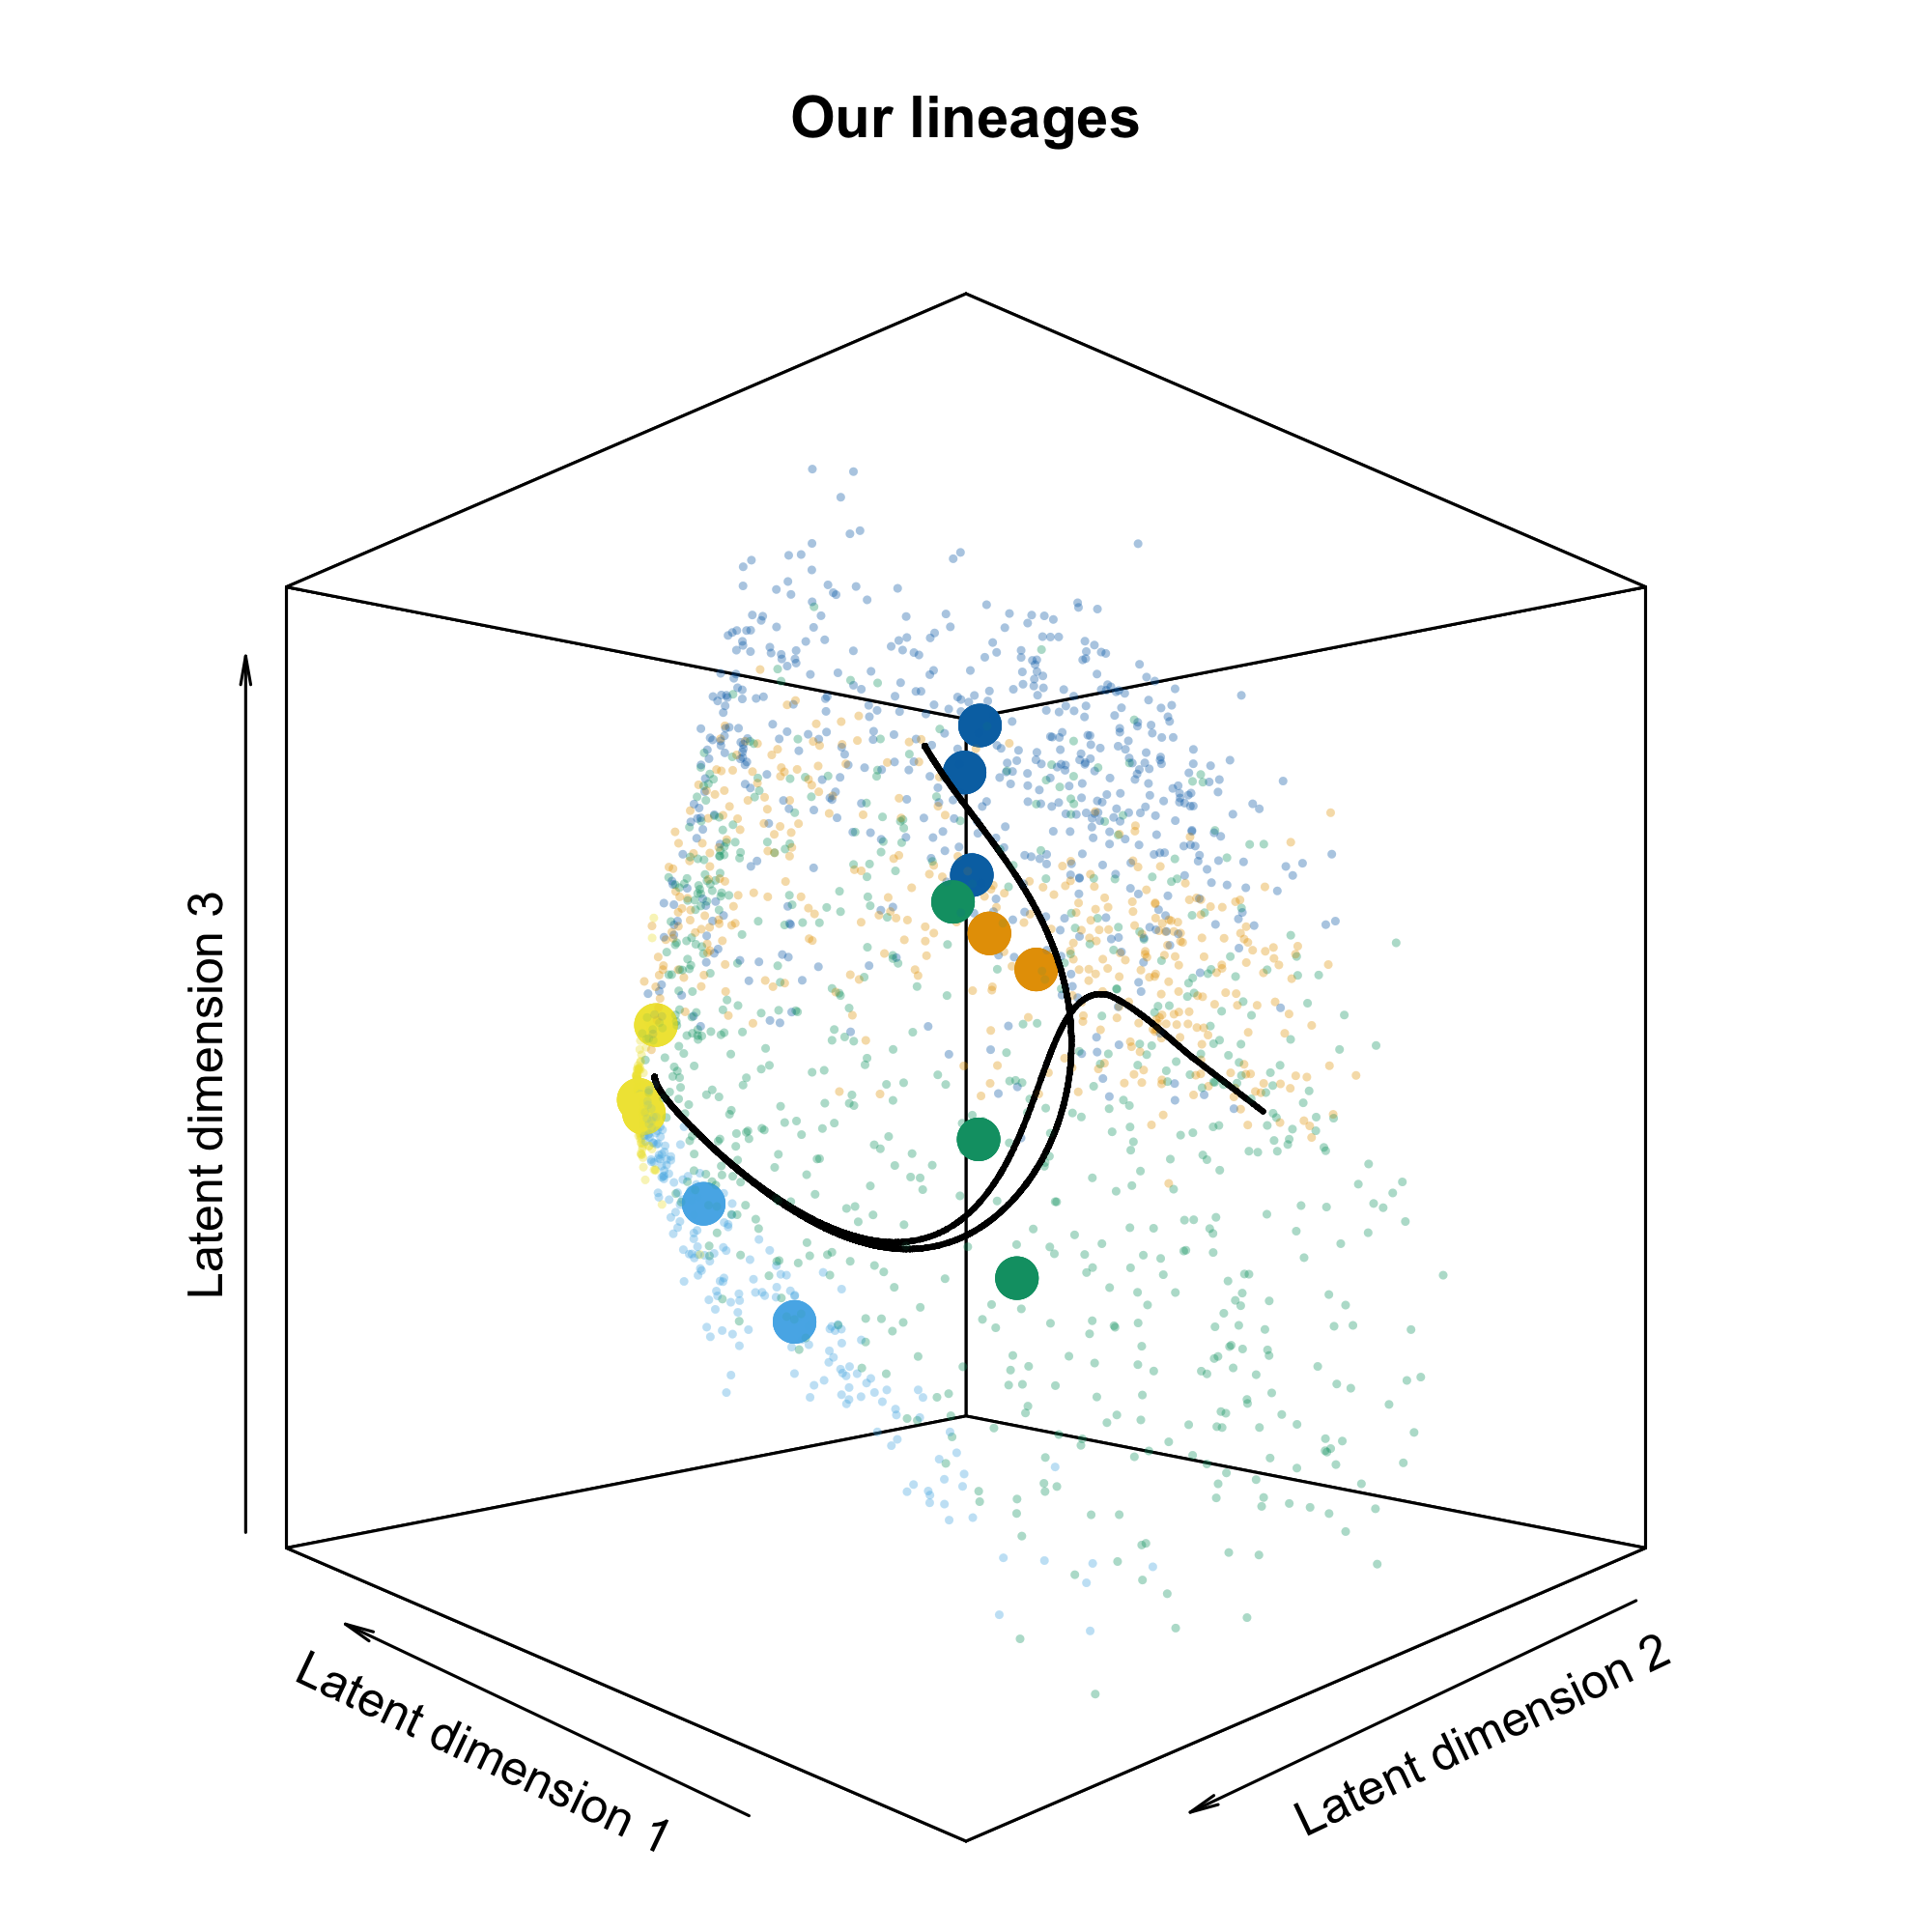 Our lineages
Latent dimension 3
Latent dimension 1
Latent dimension 2